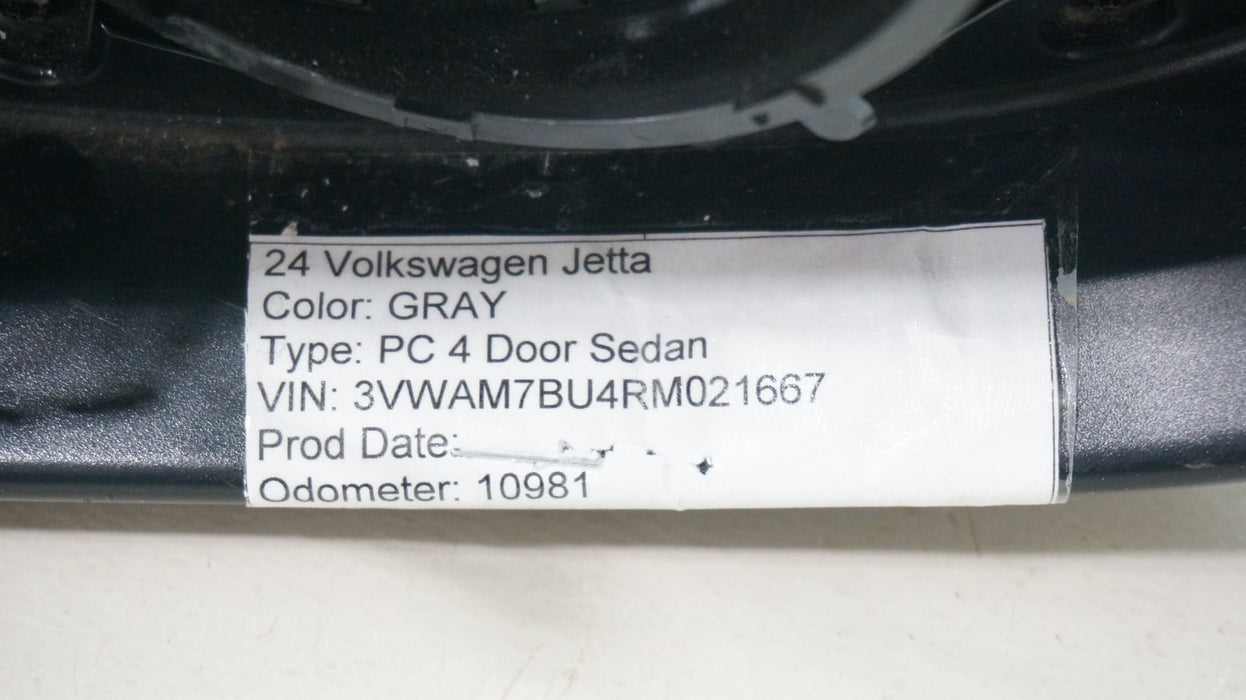 24 Volkswagen Jetta
Color: GRAY
Type: PC 4 Door Sedan
VIN: 3VWAM7BU4RM021667
Prod Date:
Odometer: 10981